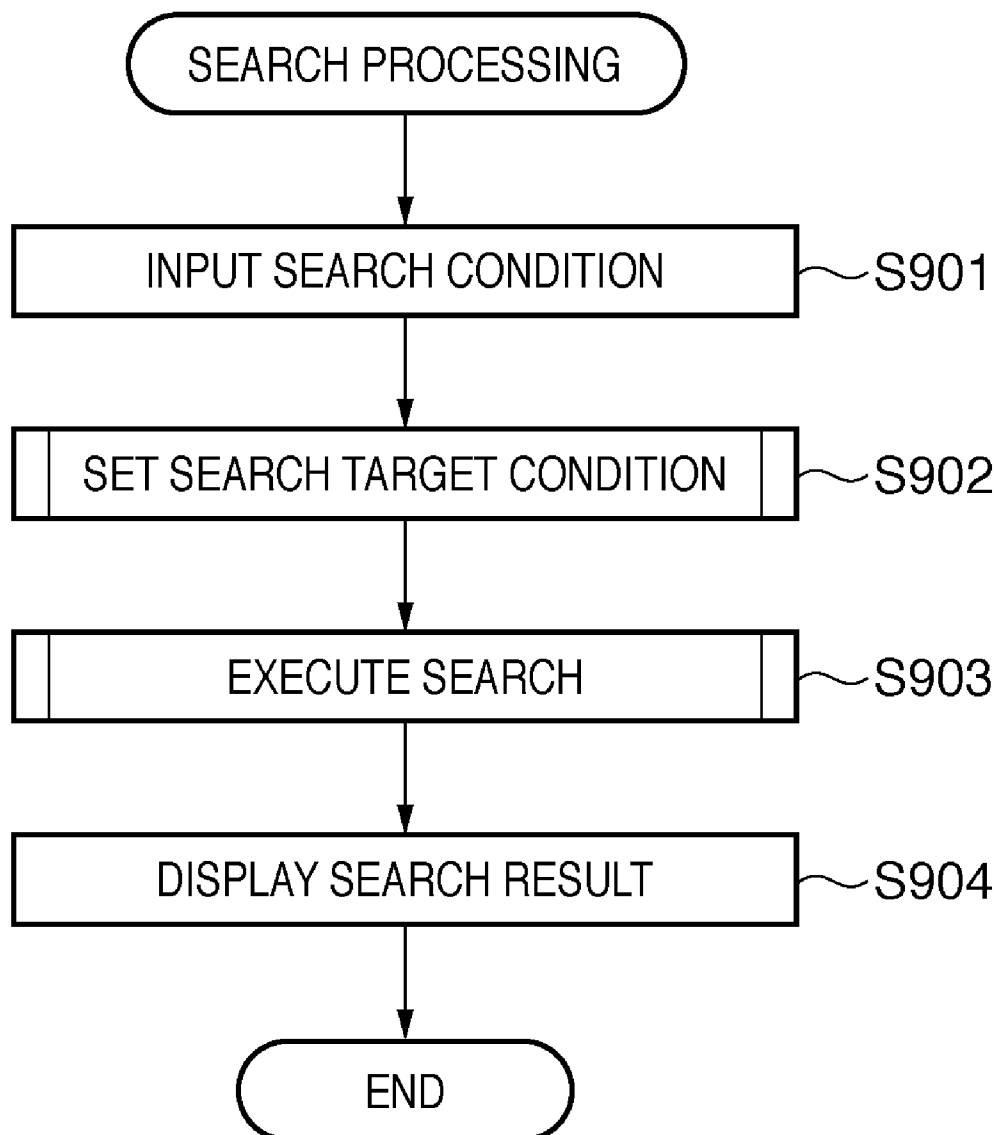 SEARCH PROCESSING
INPUT SEARCH CONDITION
S901
SET SEARCH TARGET CONDITION
S902
EXECUTE SEARCH
S903
DISPLAY SEARCH RESULT
S904
END